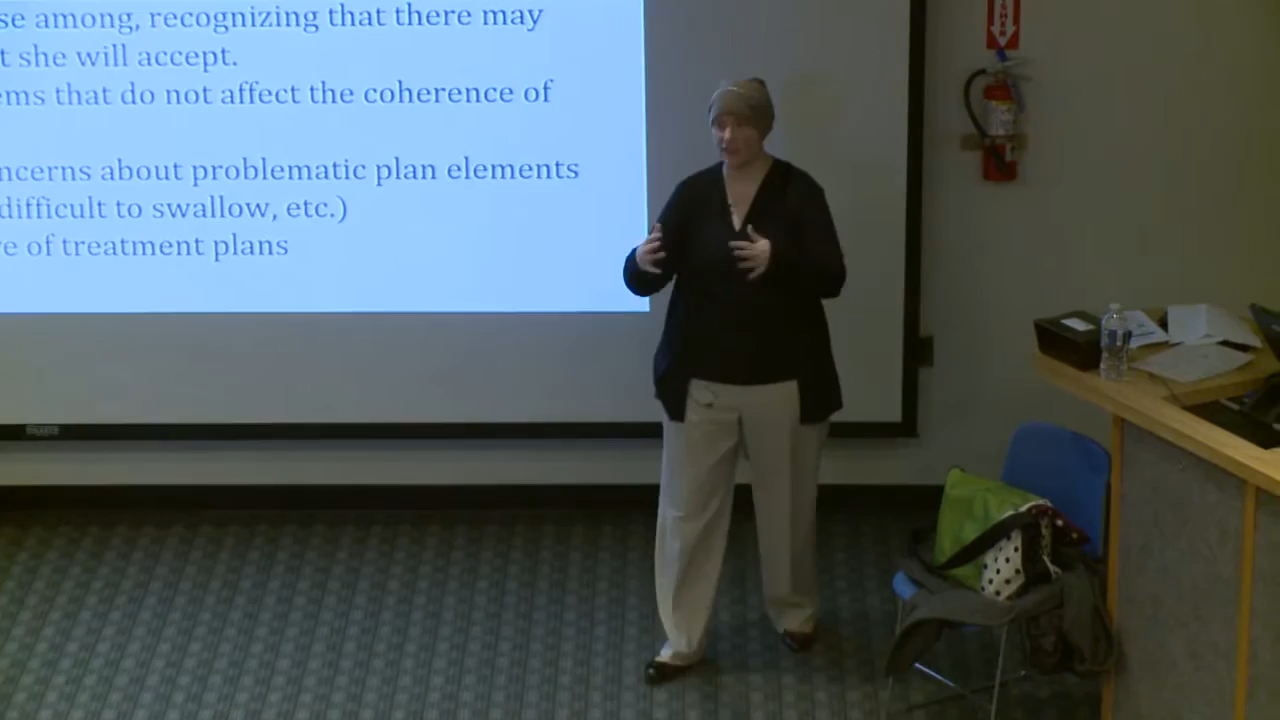 se among, recognizing that there may
t she will accept.
ems that do not affect the coherence of
ncerns about problematic plan elements
difficult to swallow, etc.)
e of treatment plans